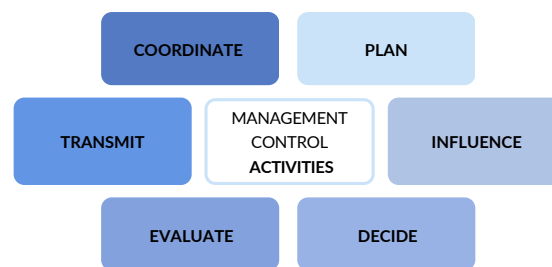 COORDINATE
PLAN
TRANSMIT
MANAGEMENT
CONTROL
ACTIVITIES
INFLUENCE
EVALUATE
DECIDE